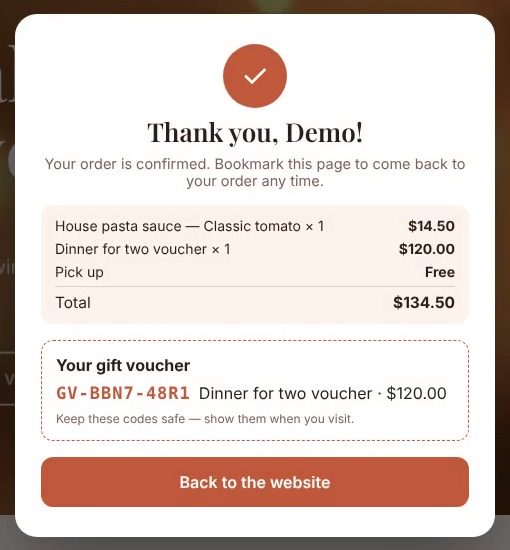 Thank you, Demo!
Your order is confirmed. Bookmark this page to come back to
your order any time.
House pasta sauce — Classic tomato × 1 $14.50
Dinner for two voucher × 1 $120.00
Pick up Free
Total $134.50
Your gift voucher
GV-BBN7-48R1 Dinner for two voucher · $120.00
Keep these codes safe — show them when you visit.
Back to the website